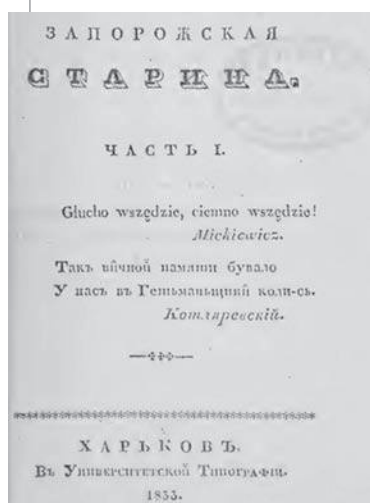 ЗАПОРОЖСКАЯ
СТАРИНА.
ЧАСТЬ I.
Głucho wszędzie, ciemno wszędzie!
Mickiewicz.
Такъ вічной памяти бувало
У насъ въ Гетьманьщині коли-сь.
Котляревскій.
ХАРЬКОВЪ.
Въ Университетской Типографіи.
1833.